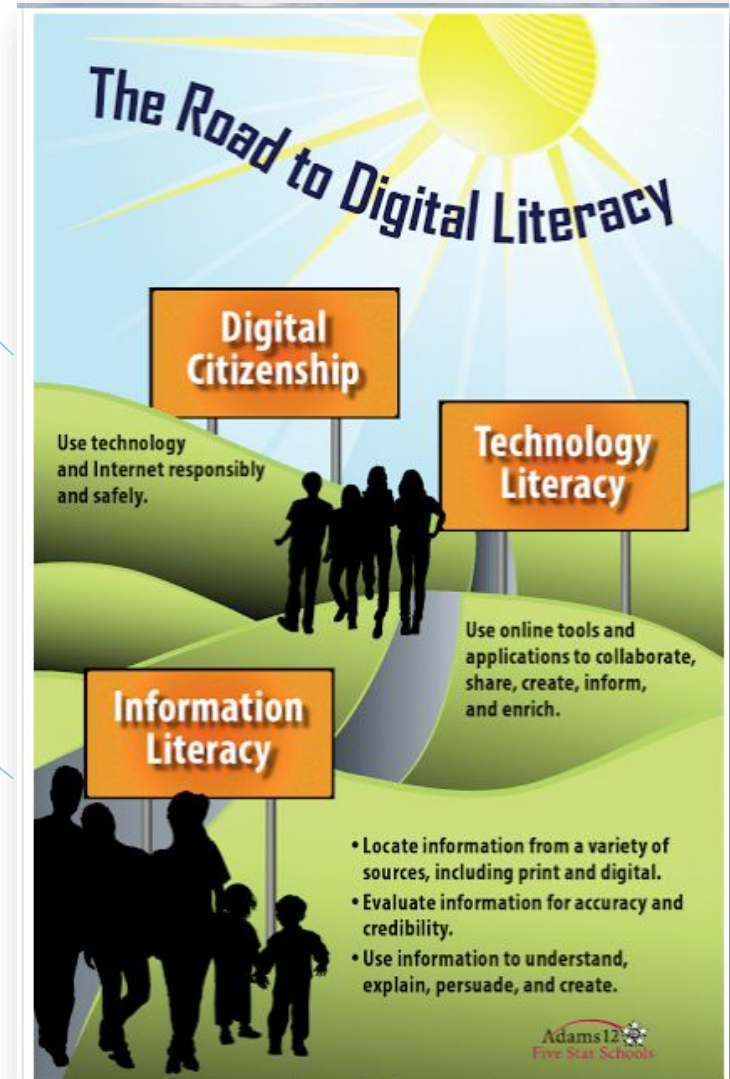 The Road to Digital Literacy
Digital
Citizenship
Use technology
and Internet responsibly
and safely.
Technology
Literacy
Use online tools and
applications to collaborate,
share, create, inform,
and enrich.
Information
Literacy
• Locate information from a variety of
sources, including print and digital.
• Evaluate information for accuracy and
credibility.
• Use information to understand,
explain, persuade, and create.
Adams12
Five Star Schools